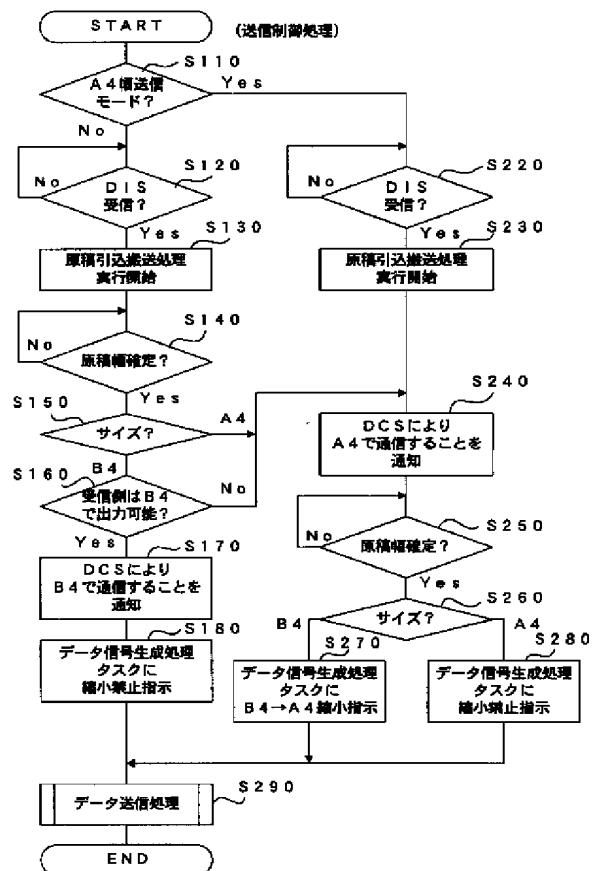 START
(送信制御処理)
S110
A4幅送信
モード?
Yes
No
S120
DIS
受信?
No
Yes
S130
原稿引込搬送処理
実行開始
S140
原稿幅確定?
No
Yes
S150
サイズ?
A4
B4
S160
受信側はB4
で出力可能?
No
Yes
S170
DCSにより
B4で通信することを
通知
S180
データ信号生成処理
タスクに
縮小禁止指示
S220
DIS
受信?
No
Yes
S230
原稿引込搬送処理
実行開始
S240
DCSにより
A4で通信することを
通知
S250
原稿幅確定?
No
Yes
S260
サイズ?
B4
A4
S270
データ信号生成処理
タスクに
B4→A4縮小指示
S280
データ信号生成処理
タスクに
縮小禁止指示
S290
データ送信処理
END